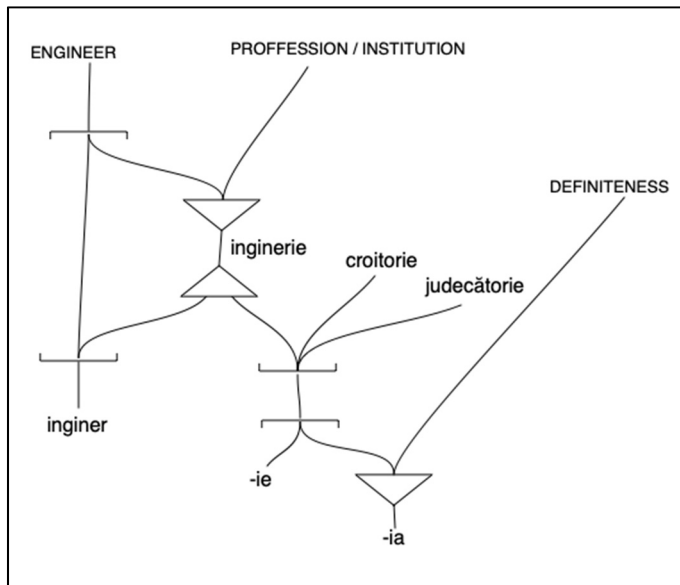 ENGINEER
PROFFESSION / INSTITUTION
DEFINITENESS
inginerie
croitorie
judecătorie
inginer
-ie
-ia